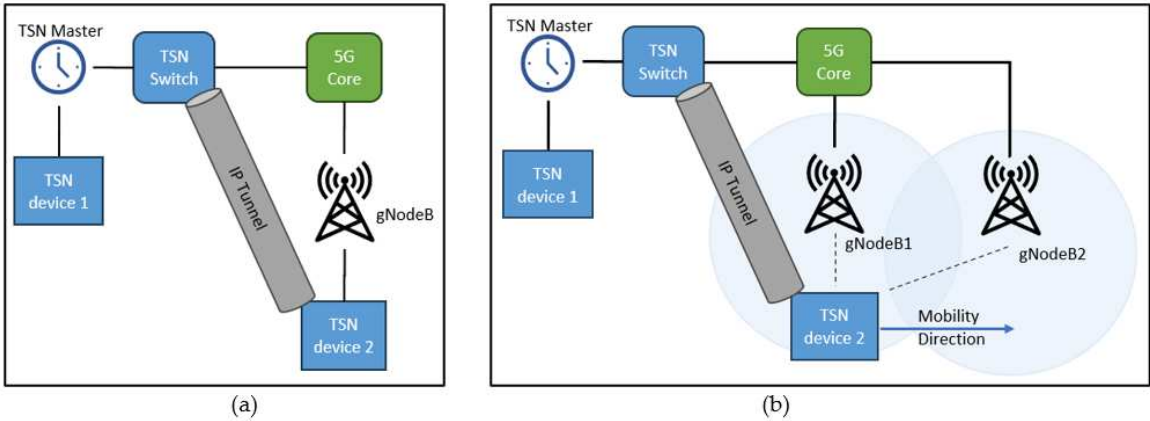 TSN Master
TSN
Switch
5G
Core
TSN
device 1
IP Tunnel
gNodeB
TSN
device 2
(a)
TSN Master
TSN
Switch
5G
Core
TSN
device 1
IP Tunnel
gNodeB1
gNodeB2
TSN
device 2
Mobility
Direction
(b)